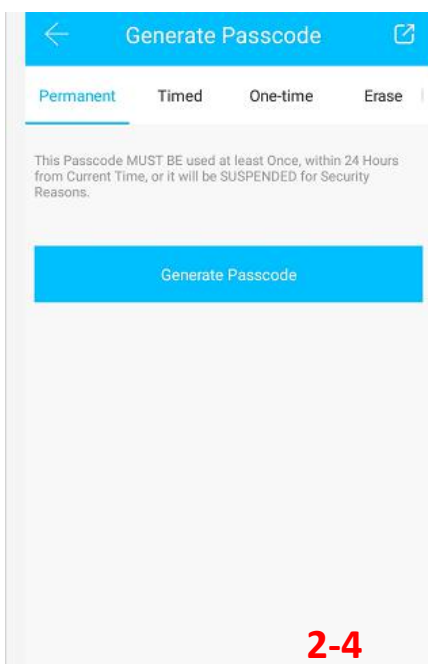 Generate Passcode
Permanent Timed One-time Erase
This Passcode MUST BE used at least Once, within 24 Hours
from Current Time, or it will be SUSPENDED for Security
Reasons.
Generate Passcode
2-4